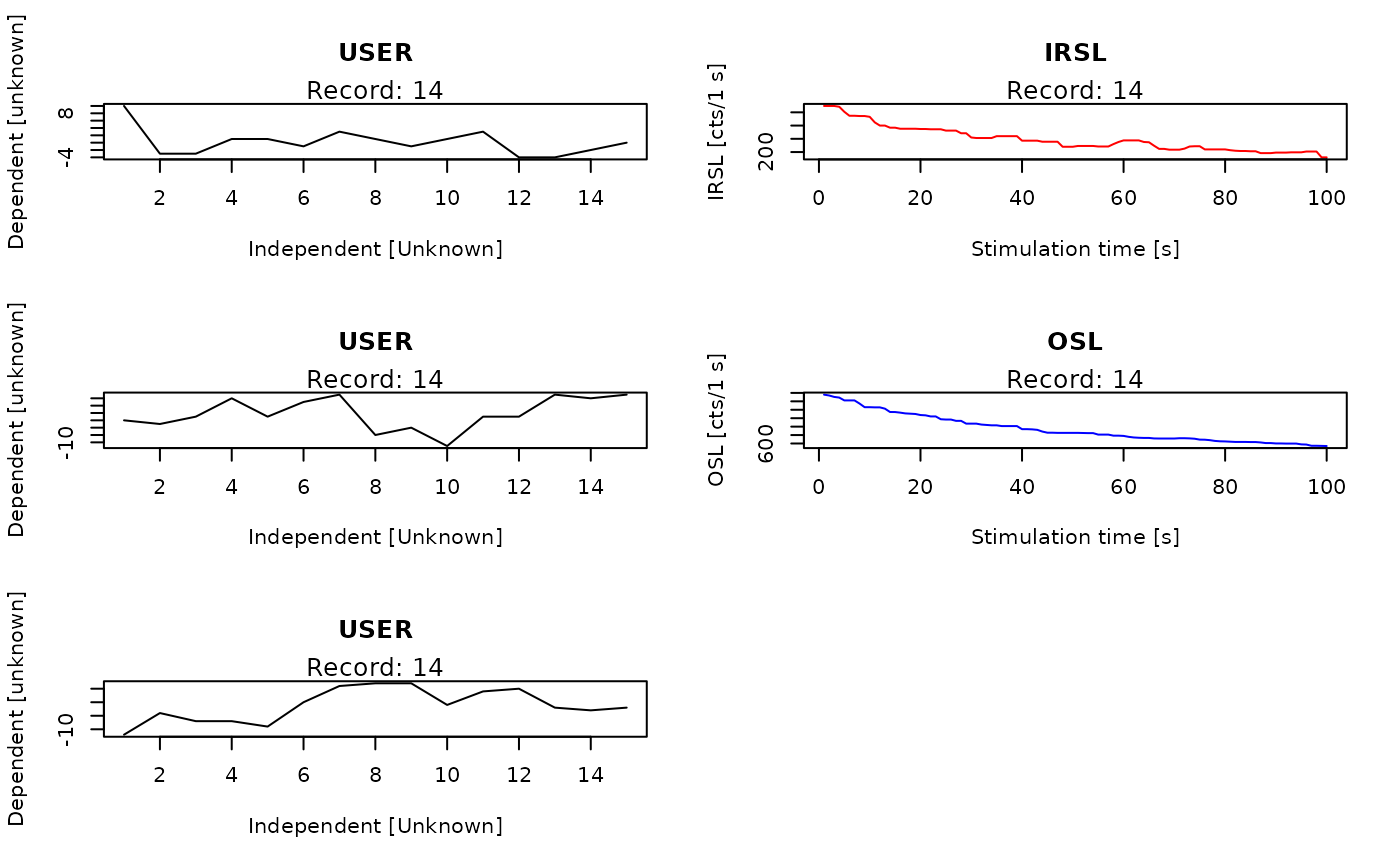 USER
Record: 14
Dependent [unknown]
8
-4
2 4 6 8 10 12 14
Independent [Unknown]
IRSL
Record: 14
IRSL [cts/1 s]
200
0 20 40 60 80 100
Stimulation time [s]
USER
Record: 14
Dependent [unknown]
-10
2 4 6 8 10 12 14
Independent [Unknown]
OSL
Record: 14
OSL [cts/1 s]
600
0 20 40 60 80 100
Stimulation time [s]
USER
Record: 14
Dependent [unknown]
-10
2 4 6 8 10 12 14
Independent [Unknown]